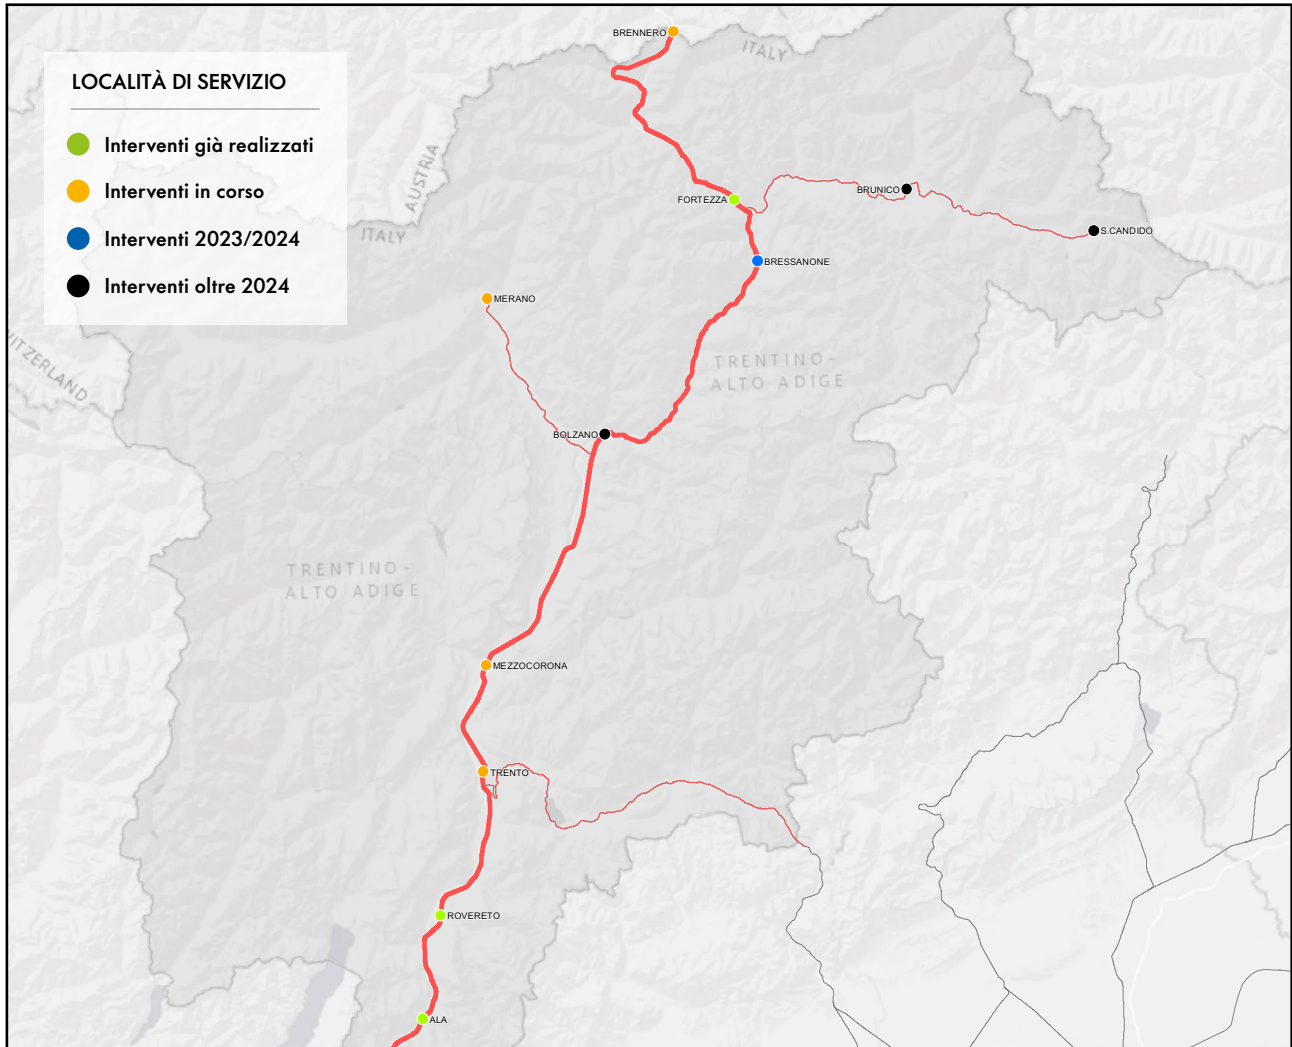 LOCALITÀ DI SERVIZIO
Interventi già realizzati
Interventi in corso
Interventi 2023/2024
Interventi oltre 2024
BRENNERO
ITALY
AUSTRIA
ITALY
BRUNICO
FORTEZZA
S.CANDIDO
BRESSANONE
MERANO
TRENTINO-
ALTO ADIGE
BOLZANO
TRENTINO-
ALTO ADIGE
MEZZOCORONA
TRENTO
ROVERETO
ALA